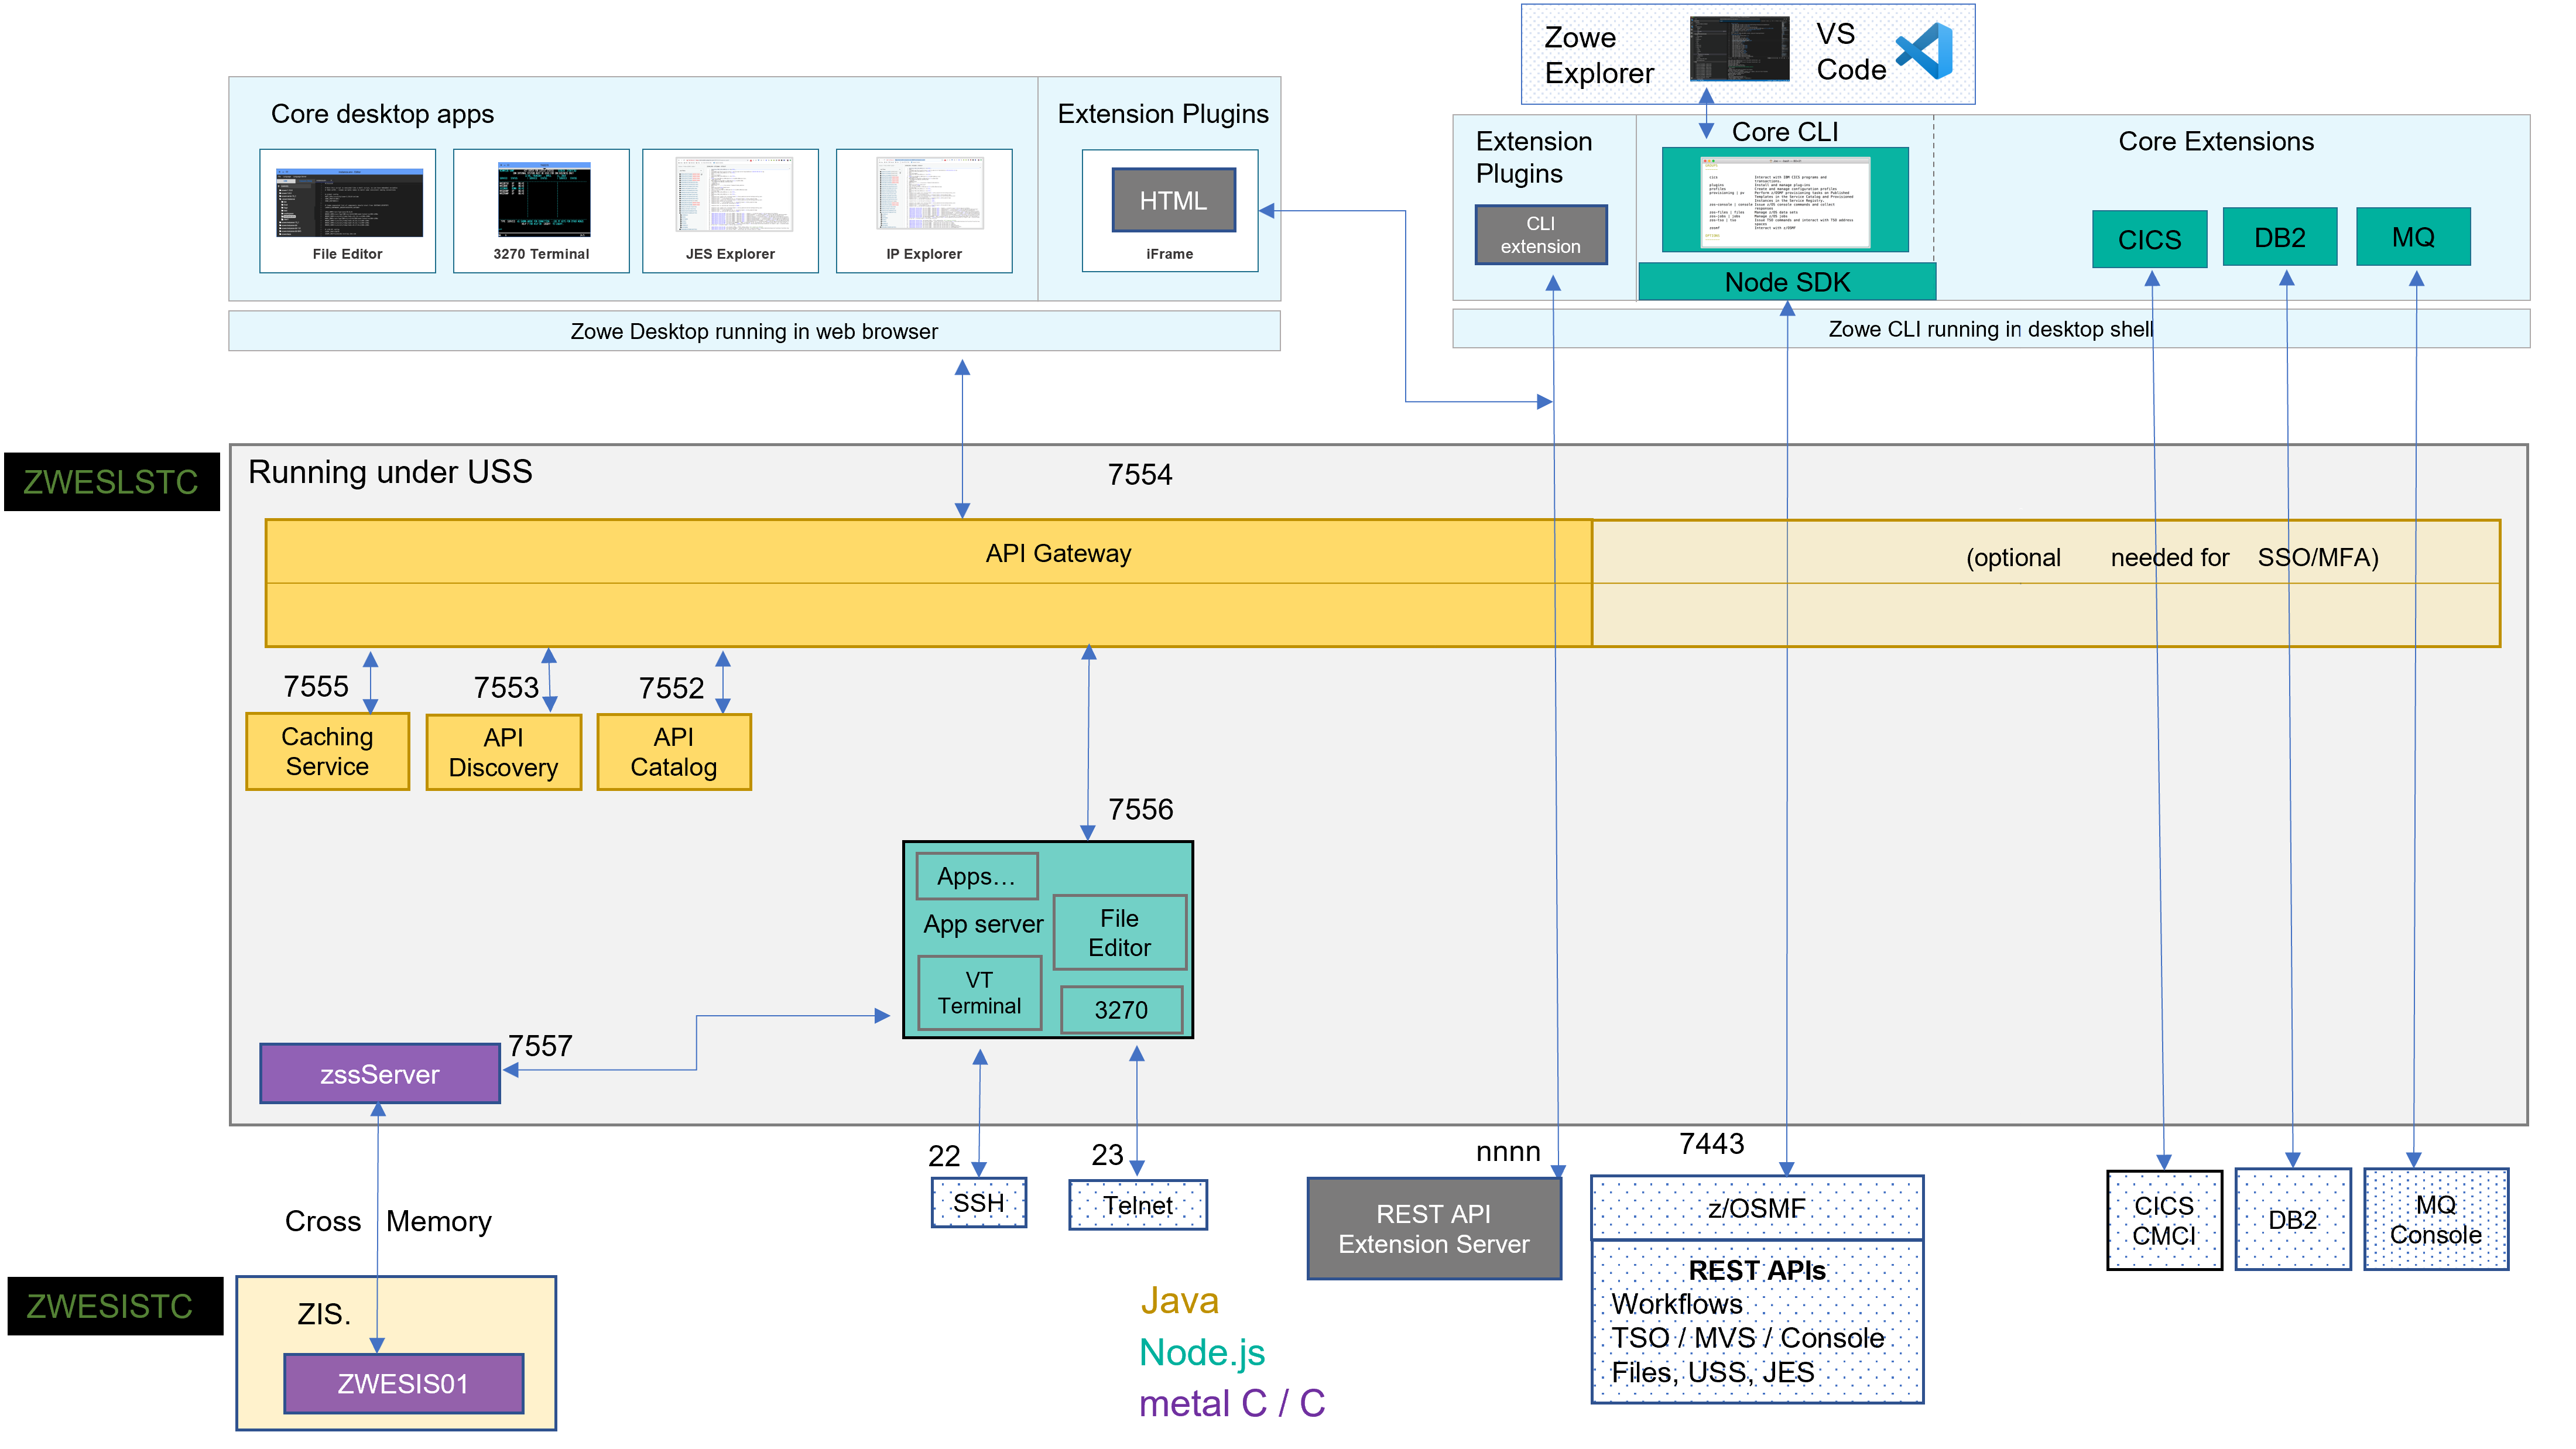 Zowe
Explorer
VS
Code
Core desktop apps
Extension Plugins
File Editor
3270 Terminal
JES Explorer
IP Explorer
HTML
iFrame
Zowe Desktop running in web browser
Extension
Plugins
CLI
extension
Core CLI
Node SDK
Core Extensions
CICS
DB2
MQ
Zowe CLI running in desktop shell
ZWESLSTC
Running under USS
7554
API Gateway
(optional needed for SSO/MFA)
7555
7553
7552
Caching
Service
API
Discovery
API
Catalog
7556
Apps...
App server
File
Editor
VT
Terminal
3270
7557
zssServer
22
23
nnnn
7443
SSH
Telnet
REST API
Extension Server
z/OSMF
REST APIs
Workflows
TSO / MVS / Console
Files, USS, JES
CICS
CMCI
DB2
MQ
Console
Cross Memory
ZWESISTC
ZIS.
ZWESIS01
Java
Node.js
metal C / C